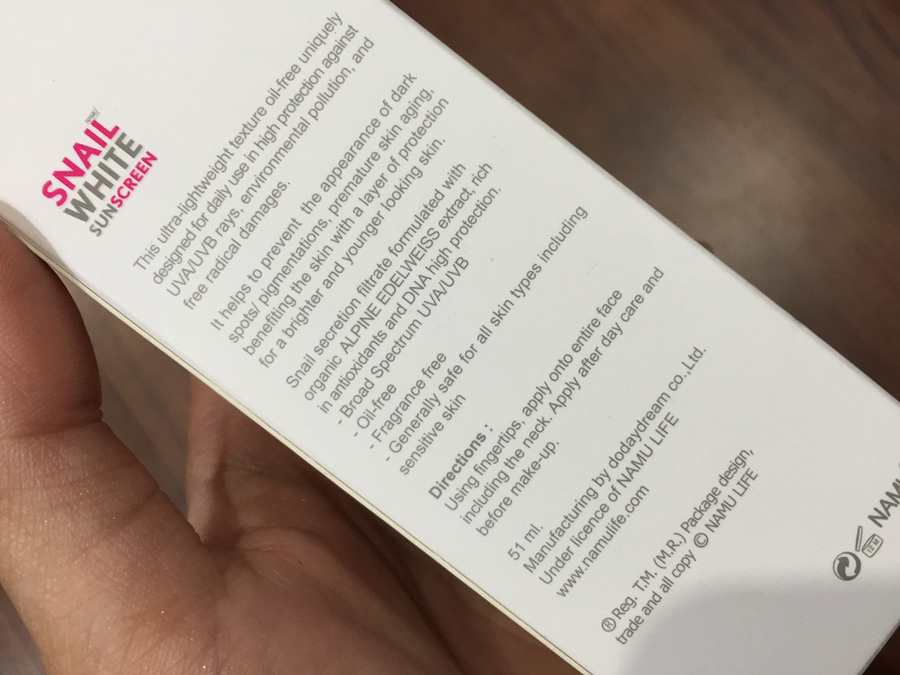 NAMU
SNAIL
WHITE
SUNSCREEN
This ultra-lightweight texture oil-free uniquely
designed for daily use in high protection against
UVA/UVB rays, environmental pollution, and
free radical damages.
It helps to prevent the appearance of dark
spots/ pigmentations, premature skin aging,
benefiting the skin with a layer of protection
for a brighter and younger looking skin.
Snail secretion filtrate formulated with
organic ALPINE EDELWEISS extract, rich
in antioxidants and DNA high protection.
- Broad Spectrum UVA/UVB
- Oil-free
- Fragrance free
- Generally safe for all skin types including
sensitive skin
Directions :
Using fingertips, apply onto entire face
including the neck. Apply after day care and
before make-up.
51 ml.
Manufacturing by dodaydream co.,Ltd.
Under licence of NAMU LIFE
www.namulife.com
® Reg. T.M. (M.R.) Package design,
trade and all copy © NAMU LIFE
12 M
NAMU